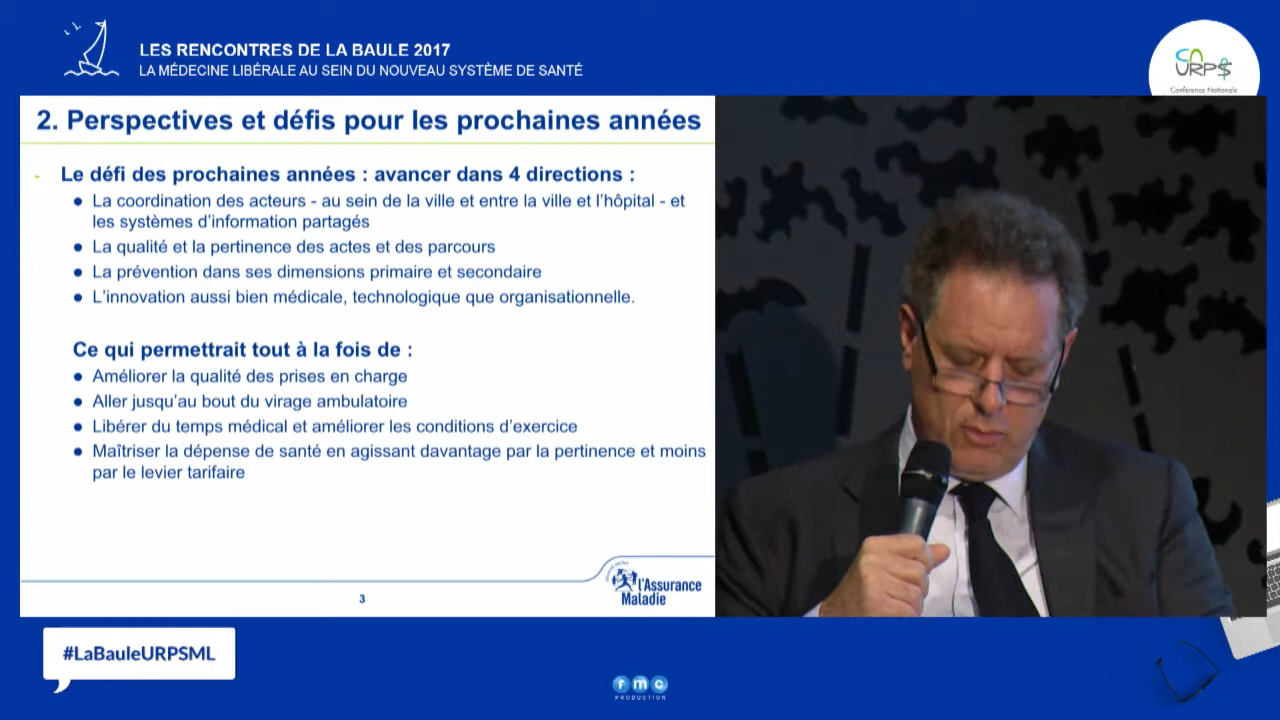 LES RENCONTRES DE LA BAULE 2017
LA MÉDECINE LIBÉRALE AU SEIN DU NOUVEAU SYSTÈME DE SANTÉ
URPS
Conférence Nationale
2. Perspectives et défis pour les prochaines années
- Le défi des prochaines années : avancer dans 4 directions :
● La coordination des acteurs - au sein de la ville et entre la ville et l'hôpital - et
les systèmes d'information partagés
● La qualité et la pertinence des actes et des parcours
● La prévention dans ses dimensions primaire et secondaire
● L'innovation aussi bien médicale, technologique que organisationnelle.
Ce qui permettrait tout à la fois de :
● Améliorer la qualité des prises en charge
● Aller jusqu'au bout du virage ambulatoire
● Libérer du temps médical et améliorer les conditions d'exercice
● Maîtriser la dépense de santé en agissant davantage par la pertinence et moins
par le levier tarifaire
3
l'Assurance
Maladie
#LaBauleURPSML
fmc
PRODUCTION